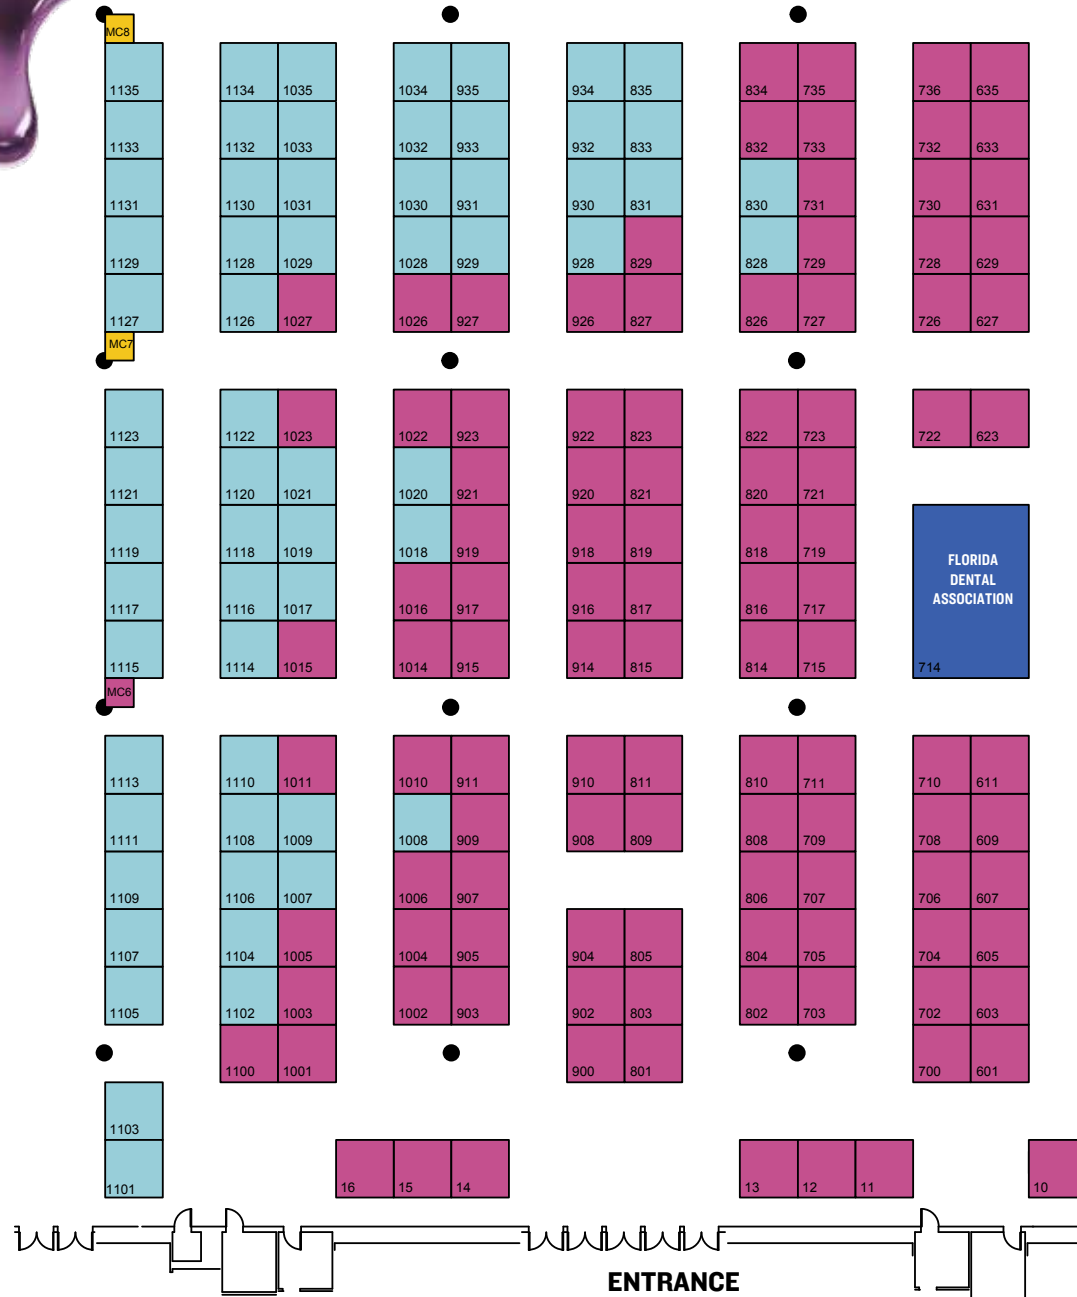 MC8
1135 1134 1035 1034 935 934 835 834 735 736 635
1133 1132 1033 1032 933 932 833 832 733 732 633
1131 1130 1031 1030 931 930 831 830 731 730 631
1129 1128 1029 1028 929 928 829 828 729 728 629
1127 1126 1027 1026 927 926 827 826 727 726 627
MC7
1123 1122 1023 1022 923 922 823 822 723 722 623
1121 1120 1021 1020 921 920 821 820 721
1119 1118 1019 1018 919 918 819 818 719
FLORIDA
DENTAL
ASSOCIATION
1117 1116 1017 1016 917 916 817 816 717
1115 1114 1015 1014 915 914 815 814 715 714
MC6
1113 1110 1011 1010 911 910 811 810 711 710 611
1111 1108 1009 1008 909 908 809 808 709 708 609
1109 1106 1007 1006 907 806 707 706 607
1107 1104 1005 1004 905 904 805 804 705 704 605
1105 1102 1003 1002 903 902 803 802 703 702 603
1100 1001 900 801 700 601
1103
1101 16 15 14 13 12 11 10
ENTRANCE